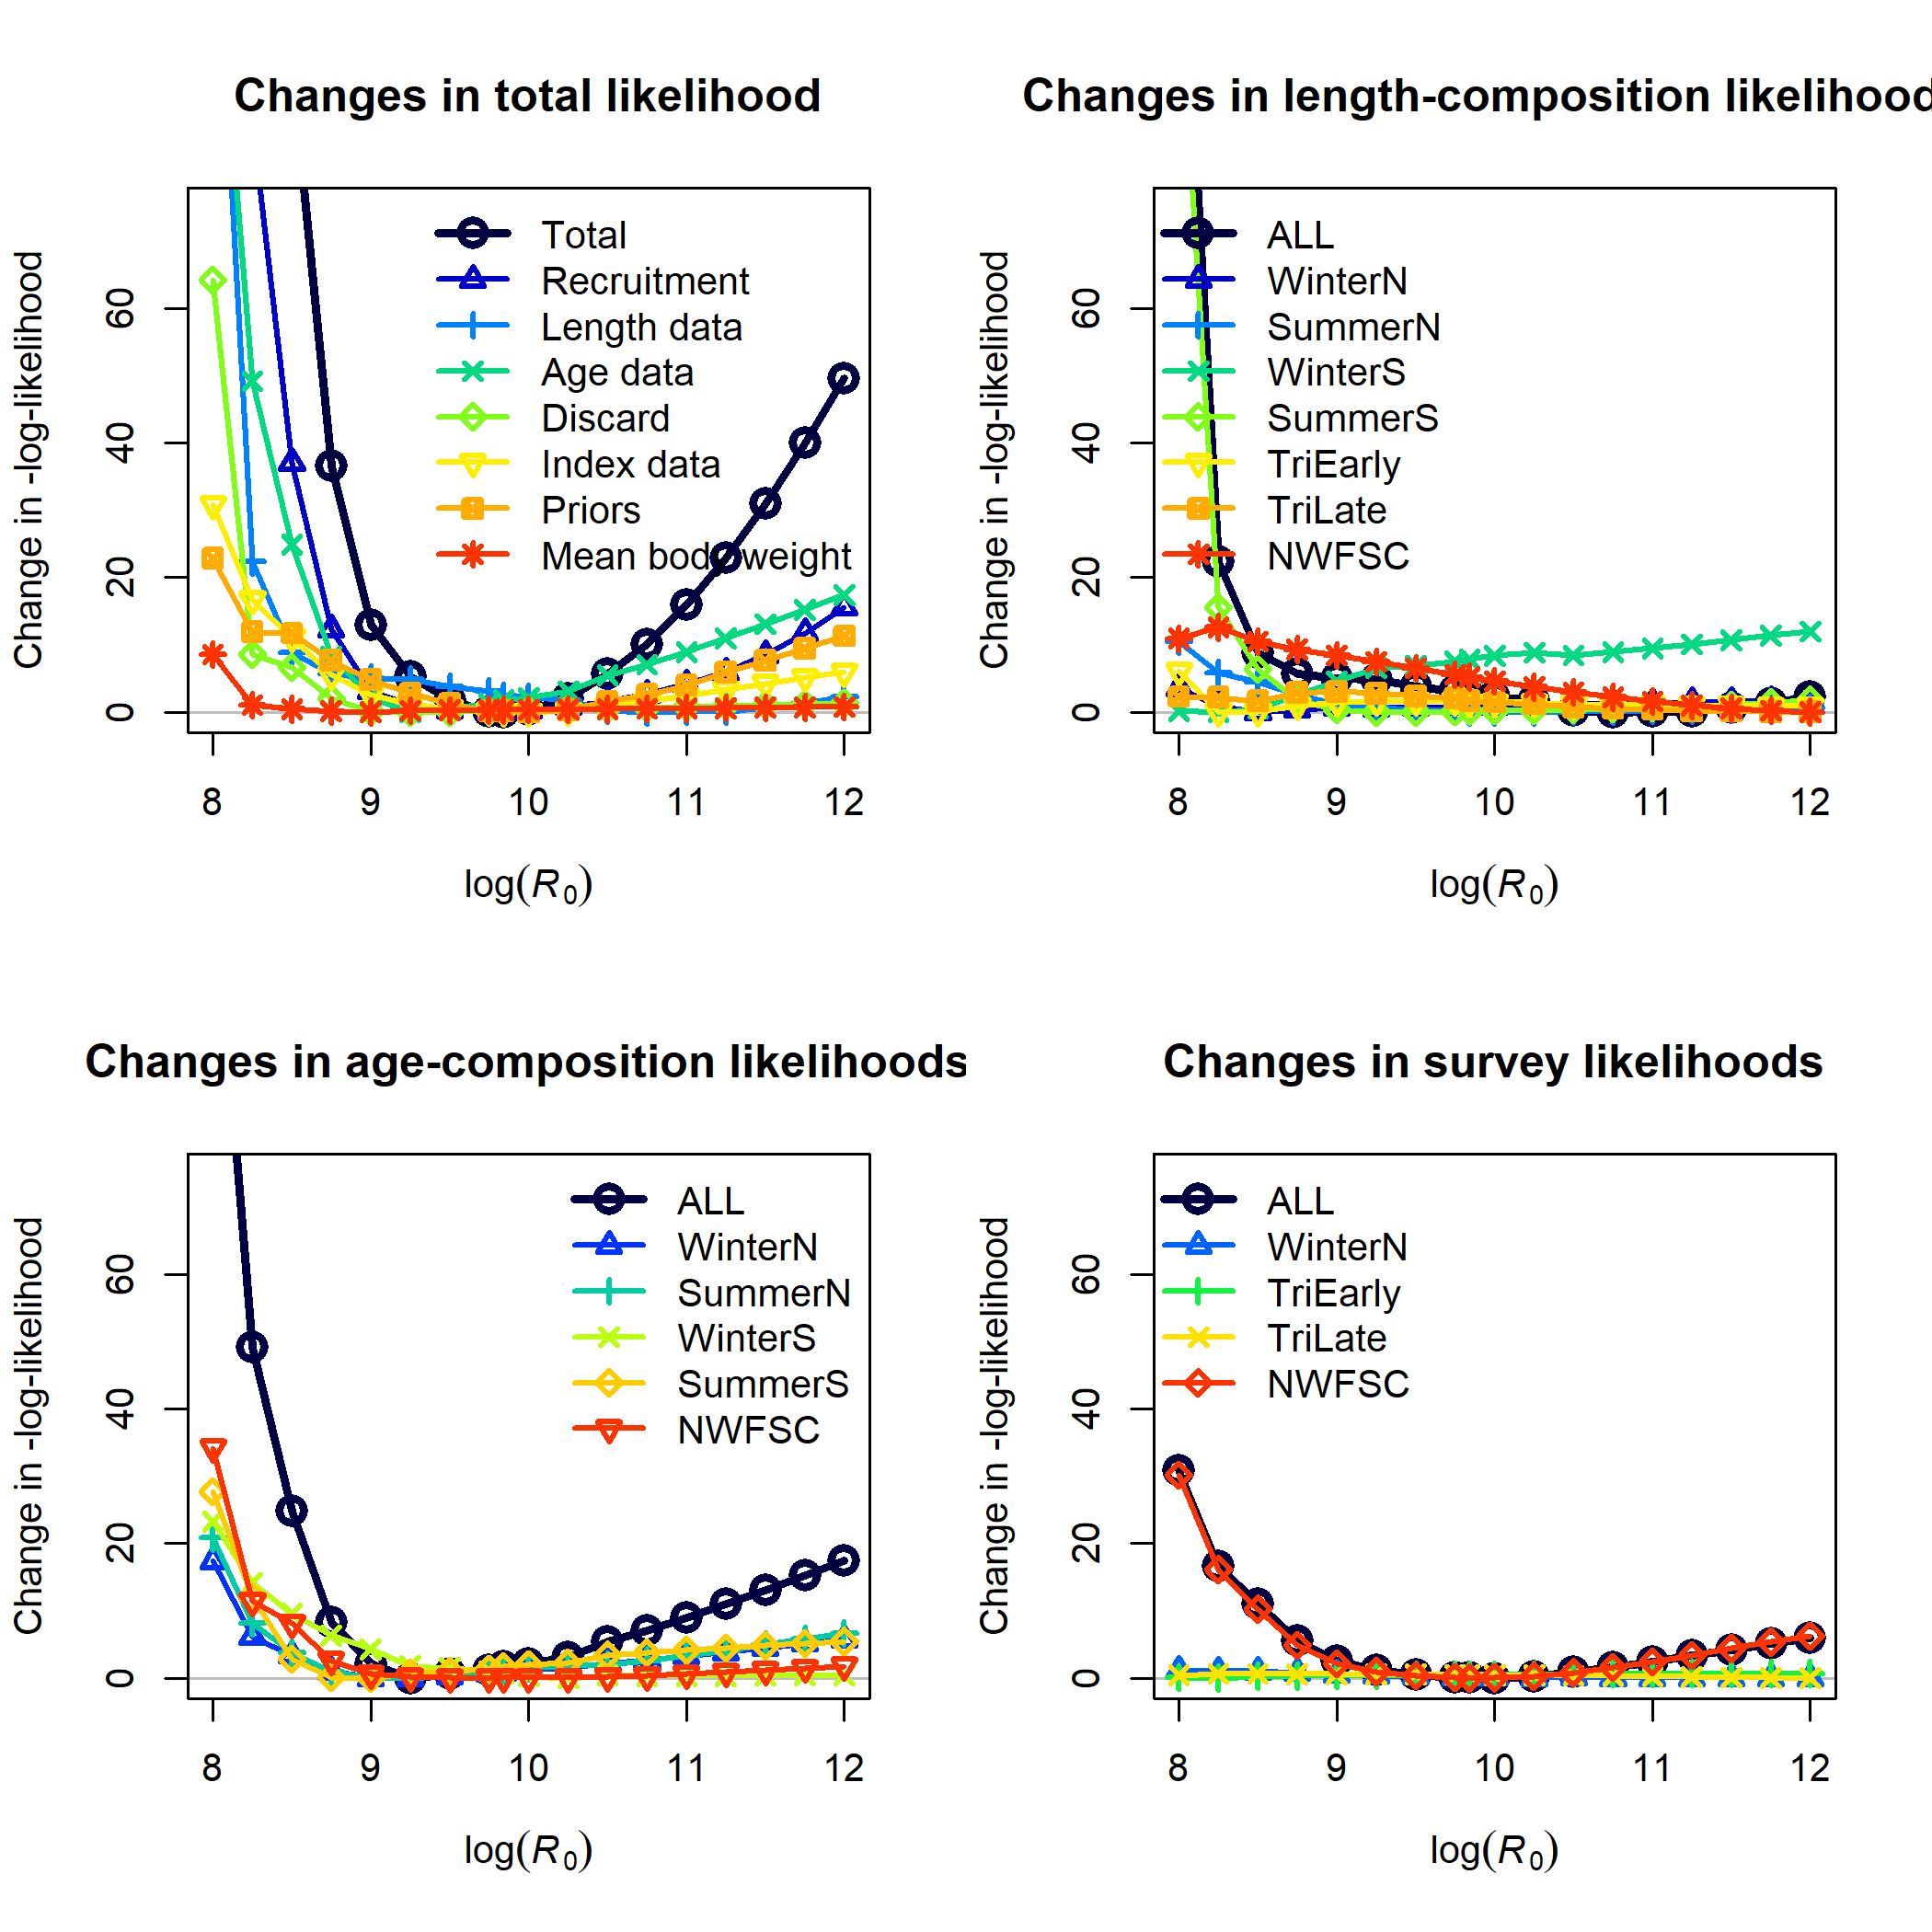 Changes in total likelihood
Change in -log-likelihood
0
20
40
60
Total
Recruitment
Length data
Age data
Discard
Index data
Priors
Mean body weight
8
9
10
11
12
log(R0)
Changes in length-composition likelihood
Change in -log-likelihood
0
20
40
60
ALL
WinterN
SummerN
WinterS
SummerS
TriEarly
TriLate
NWFSC
8
9
10
11
12
log(R0)
Changes in age-composition likelihoods
Change in -log-likelihood
0
20
40
60
ALL
WinterN
SummerN
WinterS
SummerS
NWFSC
8
9
10
11
12
log(R0)
Changes in survey likelihoods
Change in -log-likelihood
0
20
40
60
ALL
WinterN
TriEarly
TriLate
NWFSC
8
9
10
11
12
log(R0)